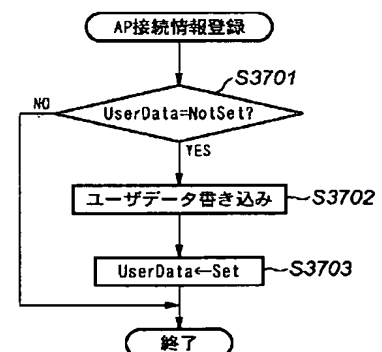 AP接続情報登録
S3701
NO
UserData=NotSet?
YES
ユーザデータ書き込み
S3702
UserData←Set
S3703
終了